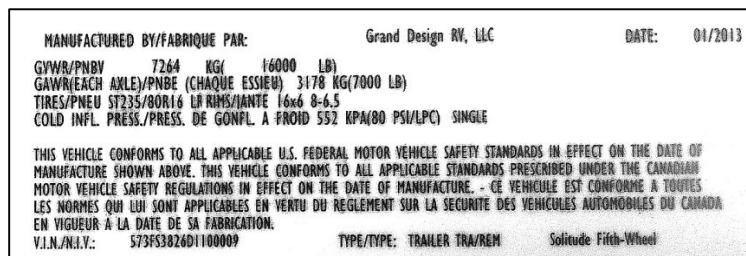 MANUFACTURED BY/FABRIQUE PAR: Grand Design RV, LLC DATE: 01/2013
GVWR/PNBV 7264 KG( 16000 LB)
GAWR(EACH AXLE)/PNBE (CHAQUE ESSIEU) 3178 KG(7000 LB)
TIRES/PNEU ST235/80R16 LR RIMS/JANTE 16x6 8-6.5
COLD INFL. PRESS./PRESS. DE GONFL. A FROID 552 KPA(80 PSI/LPC) SINGLE
THIS VEHICLE CONFORMS TO ALL APPLICABLE U.S. FEDERAL MOTOR VEHICLE SAFETY STANDARDS IN EFFECT ON THE DATE OF
MANUFACTURE SHOWN ABOVE. THIS VEHICLE CONFORMS TO ALL APPLICABLE STANDARDS PRESCRIBED UNDER THE CANADIAN
MOTOR VEHICLE SAFETY REGULATIONS IN EFFECT ON THE DATE OF MANUFACTURE. - CE VEHICULE EST CONFORME A TOUTES
LES NORMES QUI LUI SONT APPLICABLES EN VERTU DU REGLEMENT SUR LA SECURITE DES VEHICULES AUTOMOBILES DU CANADA
EN VIGUEUR A LA DATE DE SA FABRICATION.
V.I.N./N.I.V.: 573FS3826D1100009 TYPE/TYPE: TRAILER TRA/REM Solitude Fifth-Wheel